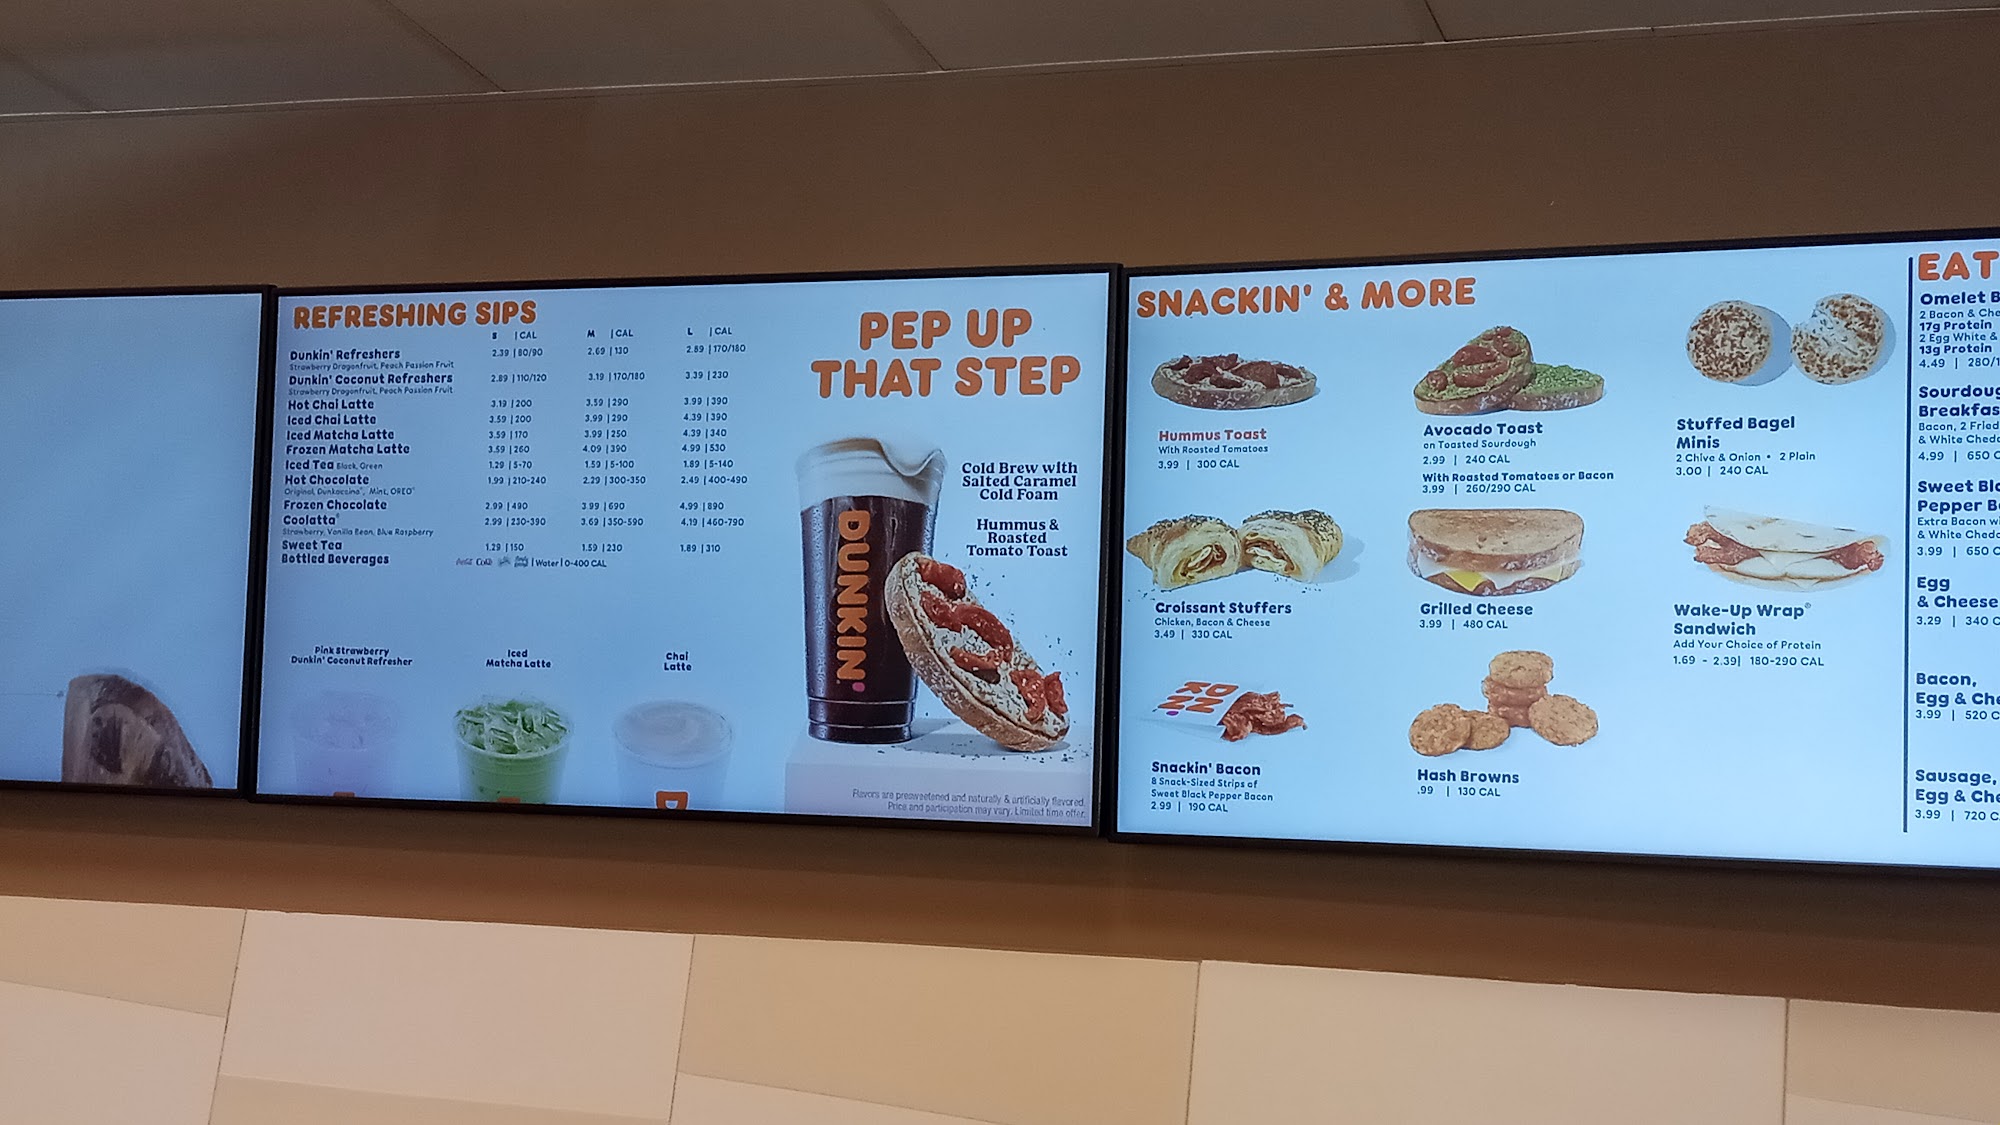 REFRESHING SIPS
S | CAL M | CAL L | CAL
Dunkin' Refreshers 2.39 | 80/90 2.69 | 130 2.89 | 170/180
Strawberry Dragonfruit, Peach Passion Fruit
Dunkin' Coconut Refreshers 2.89 | 110/120 3.19 | 170/180 3.39 | 230
Strawberry Dragonfruit, Peach Passion Fruit
Hot Chai Latte 3.19 | 200 3.59 | 290 3.99 | 390
Iced Chai Latte 3.59 | 200 3.99 | 290 4.39 | 390
Iced Matcha Latte 3.59 | 170 3.99 | 250 4.39 | 340
Frozen Matcha Latte 3.59 | 260 4.09 | 390 4.99 | 530
Iced Tea Black, Green 1.29 | 5-70 1.59 | 5-100 1.89 | 5-140
Hot Chocolate 1.99 | 210-240 2.29 | 300-350 2.49 | 400-490
Original, Dunkaccino®, Mint, OREO®
Frozen Chocolate 2.99 | 490 3.99 | 690 4.99 | 890
Coolatta® 2.99 | 230-390 3.69 | 350-590 4.19 | 460-790
Strawberry, Vanilla Bean, Blue Raspberry
Sweet Tea 1.29 | 150 1.59 | 230 1.89 | 310
Bottled Beverages | Water | 0-400 CAL
Pink Strawberry
Dunkin' Coconut Refresher
Iced
Matcha Latte
Chai
Latte
PEP UP
THAT STEP
Cold Brew with
Salted Caramel
Cold Foam
Hummus &
Roasted
Tomato Toast
DUNKIN'
Flavors are presweetened and naturally & artificially flavored.
Price and participation may vary. Limited time offer.
SNACKIN' & MORE
Hummus Toast
With Roasted Tomatoes
3.99 | 300 CAL
Avocado Toast
on Toasted Sourdough
2.99 | 240 CAL
With Roasted Tomatoes or Bacon
3.99 | 260/290 CAL
Stuffed Bagel
Minis
2 Chive & Onion • 2 Plain
3.00 | 240 CAL
Croissant Stuffers
Chicken, Bacon & Cheese
3.49 | 330 CAL
Grilled Cheese
3.99 | 480 CAL
Wake-Up Wrap®
Sandwich
Add Your Choice of Protein
1.69 - 2.39| 180-290 CAL
Snackin' Bacon
8 Snack-Sized Strips of
Sweet Black Pepper Bacon
2.99 | 190 CAL
Hash Browns
.99 | 130 CAL
EAT
Omelet B
2 Bacon & Che
17g Protein
2 Egg White &
13g Protein
4.49 | 280/1
Sourdoug
Breakfas
Bacon, 2 Fried
& White Chedd
4.99 | 650 C
Sweet Bla
Pepper B
Extra Bacon wi
& White Chedd
3.99 | 650 C
Egg
& Cheese
3.29 | 340 C
Bacon,
Egg & Che
3.99 | 520 C
Sausage,
Egg & Che
3.99 | 720 C